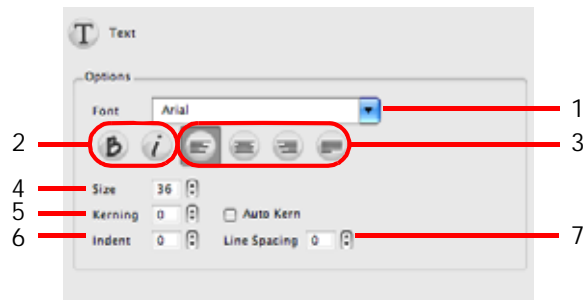 T Text
Options
Font Arial 1
2 B i 3
4 Size 36
5 Kerning 0 Auto Kern
6 Indent 0 Line Spacing 0 7